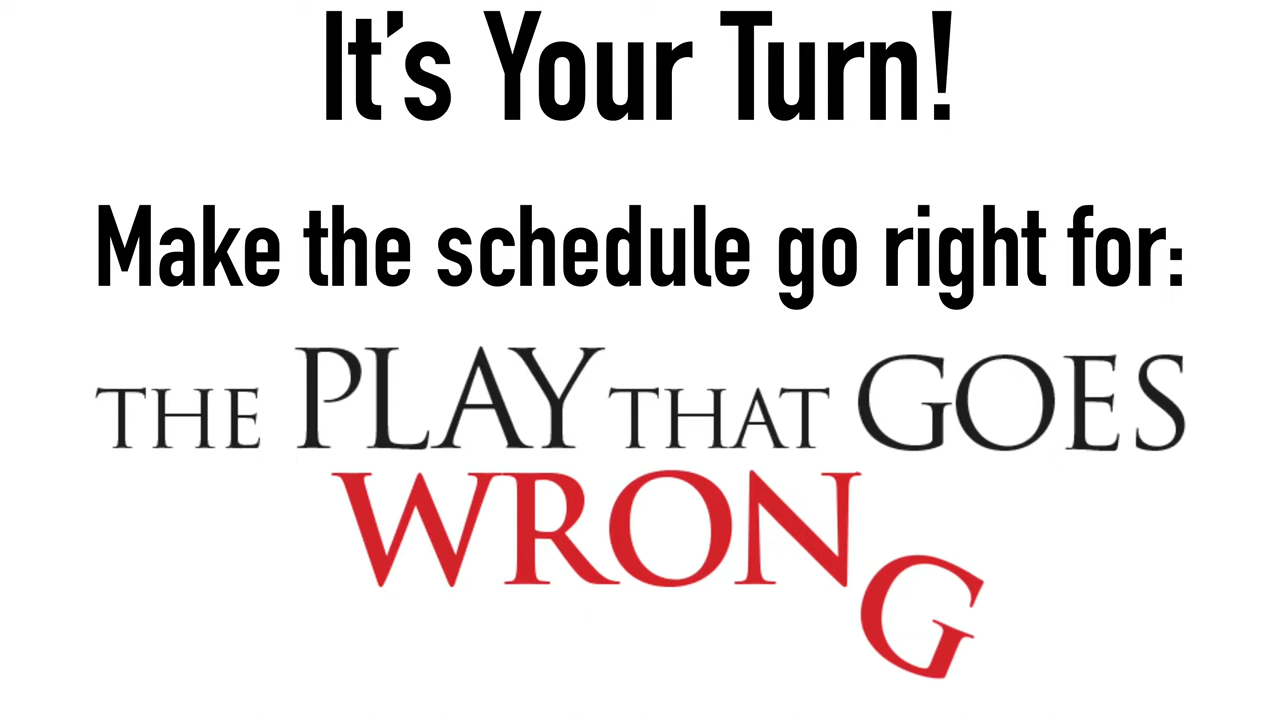 It’s Your Turn!
Make the schedule go right for:
THE PLAY THAT GOES
WRONG